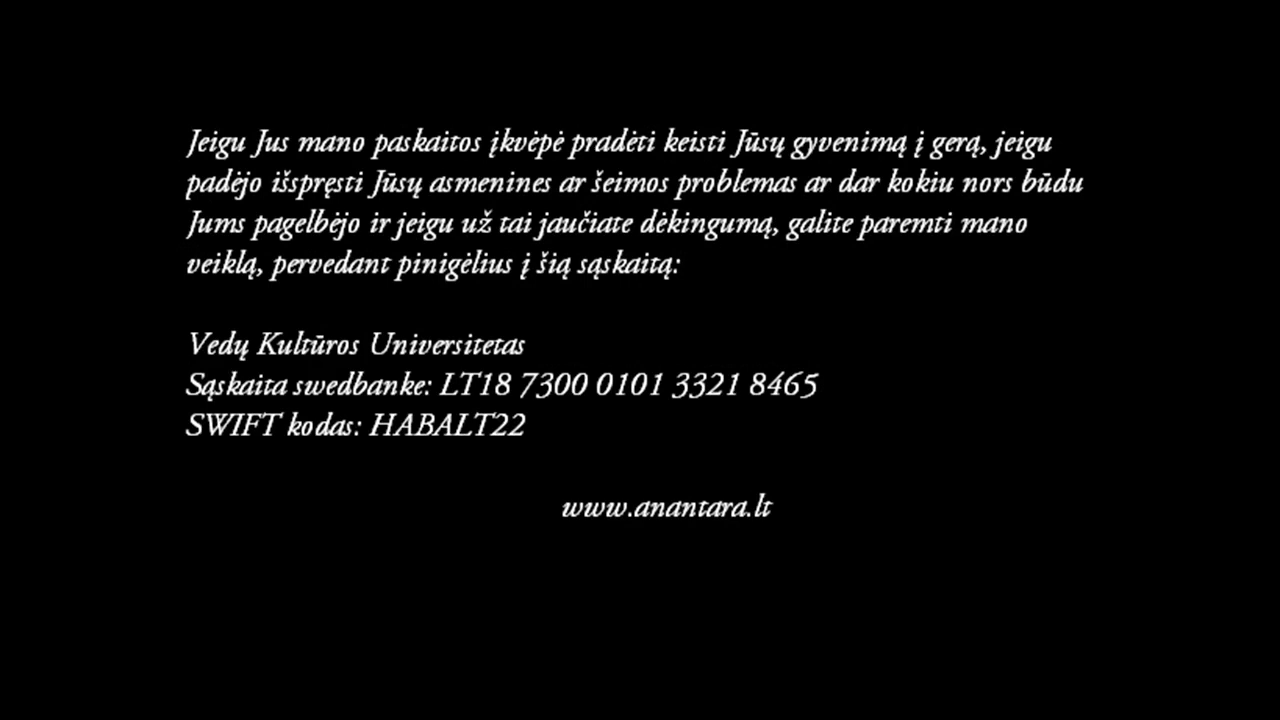 Jeigu Jus mano paskaitos įkvėpė pradėti keisti Jūsų gyvenimą į gerą, jeigu
padėjo išspręsti Jūsų asmenines ar šeimos problemas ar dar kokiu nors būdu
Jums pagelbėjo ir jeigu už tai jaučiate dėkingumą, galite paremti mano
veiklą, pervedant pinigėlius į šią sąskaitą:
Vedų Kultūros Universitetas
Sąskaita swedbanke: LT18 7300 0101 3321 8465
SWIFT kodas: HABALT22
www.anantara.lt